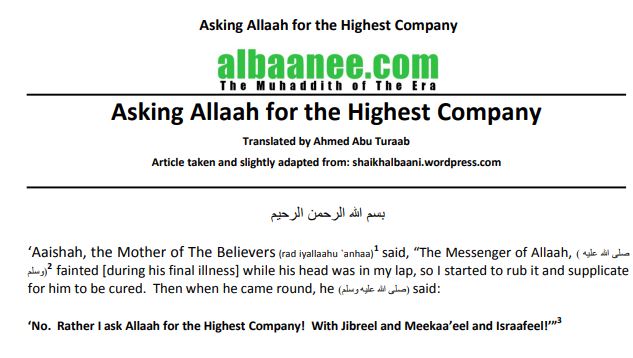 Asking Allaah for the Highest Company
albaanee.com
The Muhaddith of The Era
Asking Allaah for the Highest Company
Translated by Ahmed Abu Turaab
Article taken and slightly adapted from: shaikhalbaani.wordpress.com
بسم الله الرحمن الرحيم
‘Aaishah, the Mother of The Believers (rad iyallaahu `anhaa)1 said, “The Messenger of Allaah, (صلى الله عليه
وسلم)2 fainted [during his final illness] while his head was in my lap, so I started to rub it and supplicate
for him to be cured. Then when he came round, he (صلى الله عليه وسلم) said:
‘No. Rather I ask Allaah for the Highest Company! With Jibreel and Meekaa’eel and Israafeel!’”3